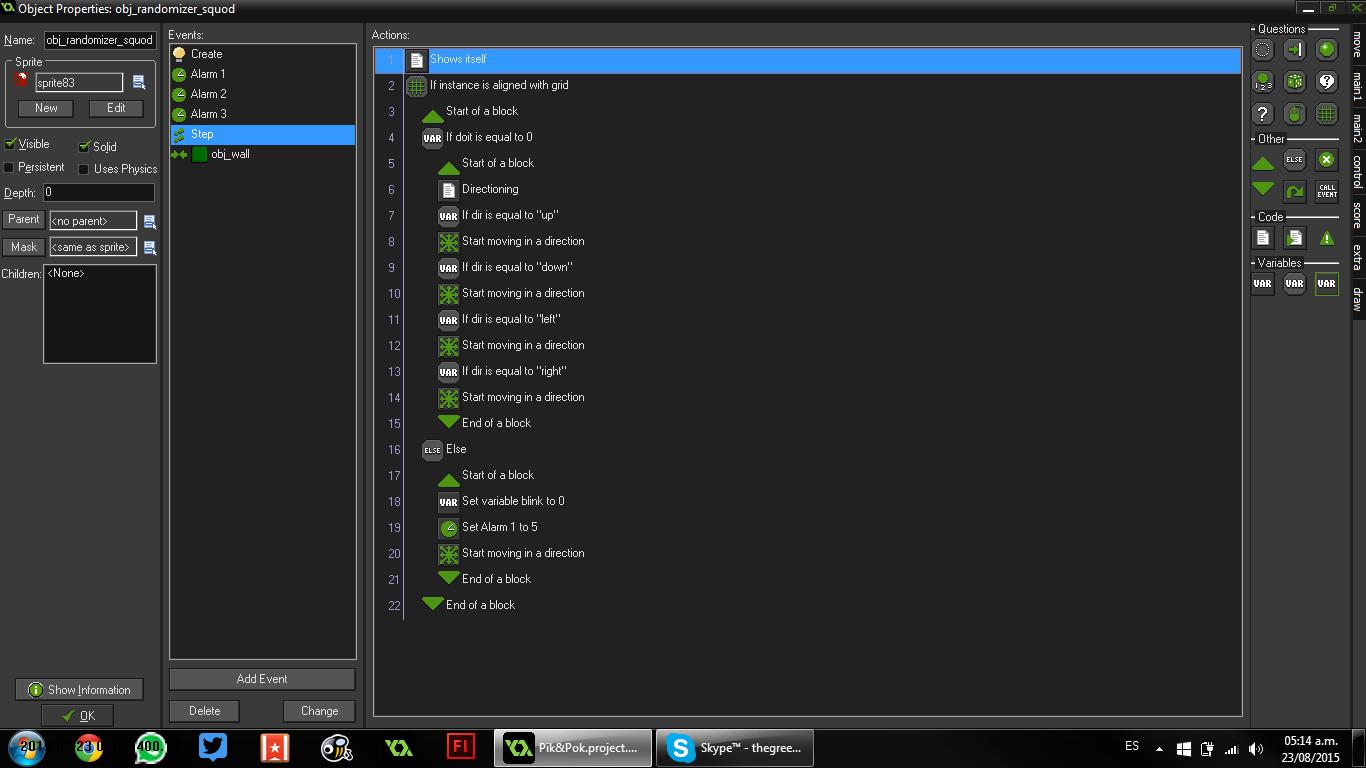 Object Properties: obj_randomizer_squod
Name: obj_randomizer_squod
Sprite
sprite83
New Edit
Visible Solid
Persistent Uses Physics
Depth: 0
Parent <no parent>
Mask <same as sprite>
Children: <None>
Show Information
OK
Events:
Create
Alarm 1
Alarm 2
Alarm 3
Step
obj_wall
Add Event
Delete Change
Actions:
1 Shows itself
2 If instance is aligned with grid
3 Start of a block
4 VAR If doit is equal to 0
5 Start of a block
6 Directioning
7 VAR If dir is equal to "up"
8 Start moving in a direction
9 VAR If dir is equal to "down"
10 Start moving in a direction
11 VAR If dir is equal to "left"
12 Start moving in a direction
13 VAR If dir is equal to "right"
14 Start moving in a direction
15 End of a block
16 ELSE Else
17 Start of a block
18 VAR Set variable blink to 0
19 Set Alarm 1 to 5
20 Start moving in a direction
21 End of a block
22 End of a block
Questions
1 2 3
?
?
Other
ELSE
CALL EVENT
Code
Variables
VAR VAR VAR
move
main1
main2
control
score
extra
draw
201 23 0 400.
Fl
Pik&Pok.project....
Skype™ - thegree...
ES
05:14 a.m.
23/08/2015